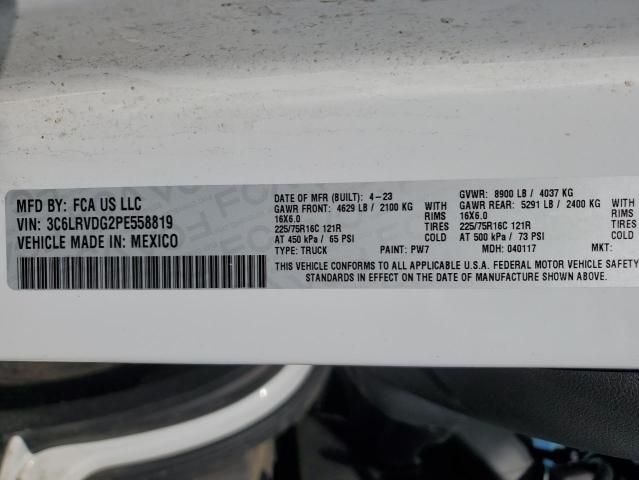 MFD BY: FCA US LLC
VIN: 3C6LRVDG2PE558819
VEHICLE MADE IN: MEXICO
DATE OF MFR (BUILT): 4-23 GVWR: 8900 LB / 4037 KG
GAWR FRONT: 4629 LB / 2100 KG WITH GAWR REAR: 5291 LB / 2400 KG WITH
16X6.0 RIMS 16X6.0 RIMS
225/75R16C 121R TIRES 225/75R16C 121R TIRES
AT 450 kPa / 65 PSI COLD AT 500 kPa / 73 PSI COLD
TYPE: TRUCK PAINT: PW7 MDH: 040117 MKT:
THIS VEHICLE CONFORMS TO ALL APPLICABLE U.S.A. FEDERAL MOTOR VEHICLE SAFETY
STANDARDS IN EFFECT ON THE DATE OF MANUFACTURE SHOWN ABOVE.